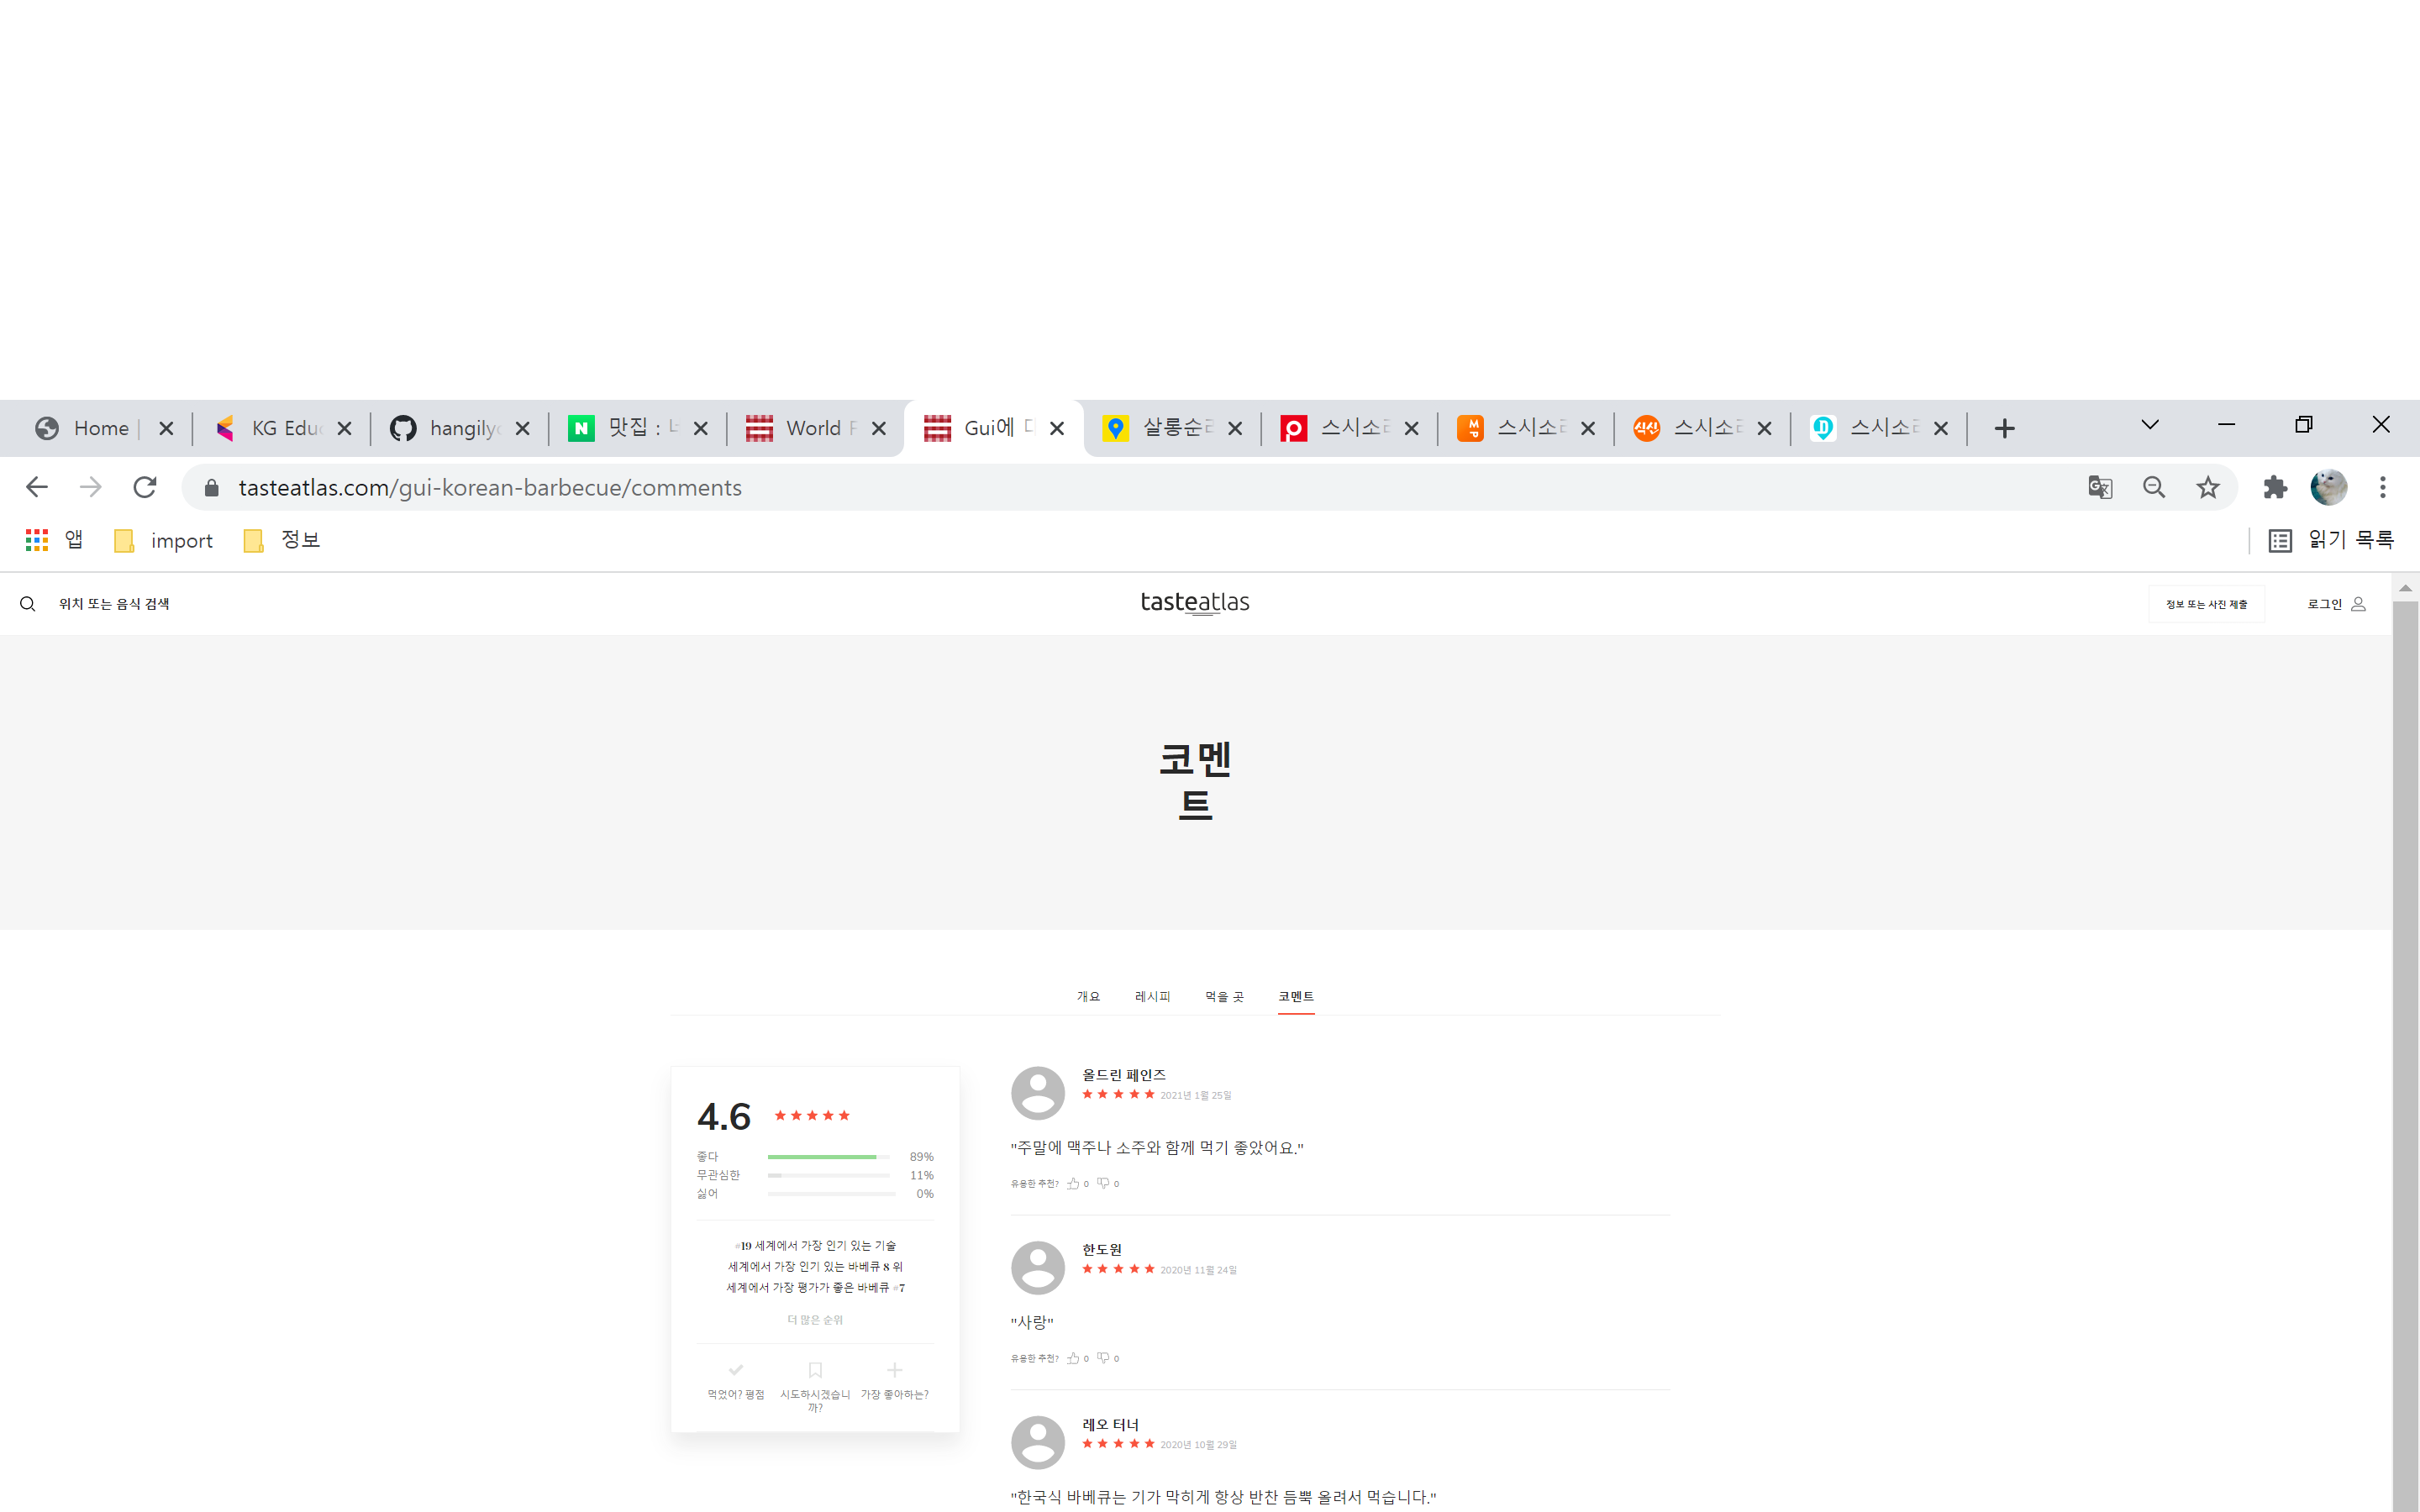 Home
KG Edu
hangily
맛집 :
World
Gui에
살롱순
스시소
스시소
스시소
스시소
tasteatlas.com/gui-korean-barbecue/comments
앱
import
정보
읽기 목록
위치 또는 음식 검색
tasteatlas
정보 또는 사진 제출
로그인
코멘
트
개요
레시피
먹을 곳
코멘트
4.6
좋다 89%
무관심한 11%
싫어 0%
#19 세계에서 가장 인기 있는 기술
세계에서 가장 인기 있는 바베큐 8 위
세계에서 가장 평가가 좋은 바베큐 #7
더 많은 순위
먹었어? 평점
시도하시겠습니
까?
가장 좋아하는?
올드린 페인즈
2021년 1월 25일
"주말에 맥주나 소주와 함께 먹기 좋았어요."
유용한 추천? 0 0
한도원
2020년 11월 24일
"사랑"
유용한 추천? 0 0
레오 터너
2020년 10월 29일
"한국식 바베큐는 기가 막히게 항상 반찬 듬뿍 올려서 먹습니다."